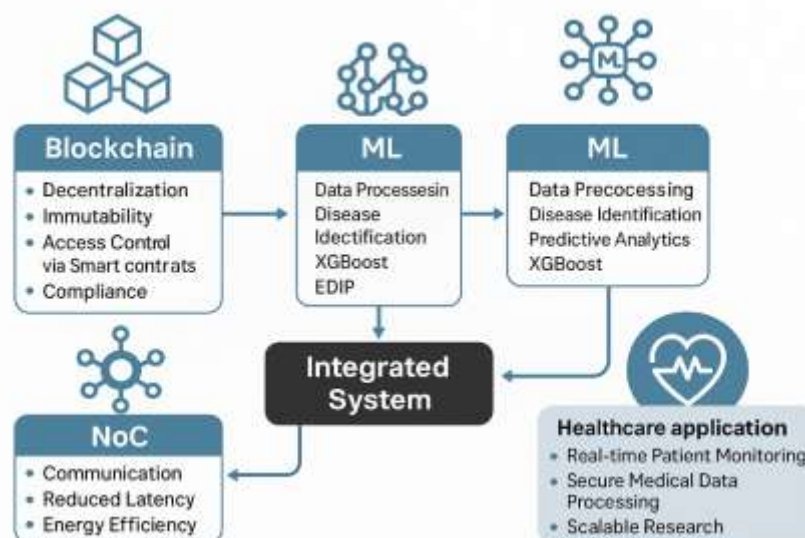 ML
Blockchain
• Decentralization
• Immutability
• Access Control
via Smart contrats
• Compliance
ML
Data Processesin
Disease
Idectification
XGBoost
EDIP
ML
Data Precocessing
Disease Identification
Predictive Analytics
XGBoost
Integrated
System
NoC
• Communication
• Reduced Latency
• Energy Efficiency
Healthcare application
• Real-time Patient Monitoring
• Secure Medical Data
Processing
• Scalable Research